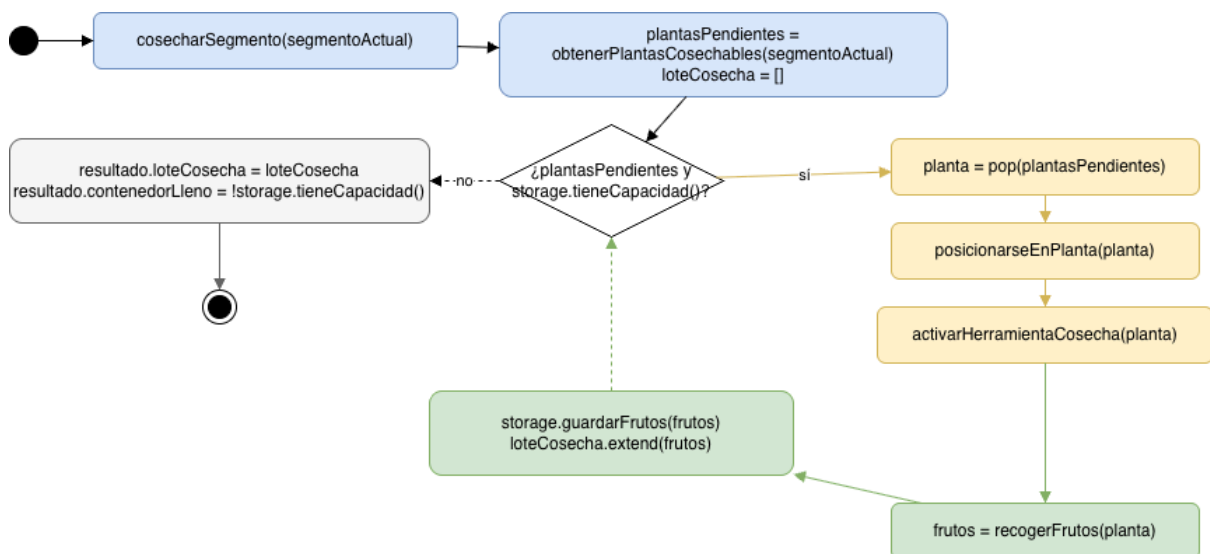 cosecharSegmento(segmentoActual)
plantasPendientes =
obtenerPlantasCosechables(segmentoActual)
loteCosecha = []
¿plantasPendientes y
storage.tieneCapacidad()?
no
sí
resultado.loteCosecha = loteCosecha
resultado.contenedorLleno = !storage.tieneCapacidad()
planta = pop(plantasPendientes)
posicionarseEnPlanta(planta)
activarHerramientaCosecha(planta)
frutos = recogerFrutos(planta)
storage.guardarFrutos(frutos)
loteCosecha.extend(frutos)